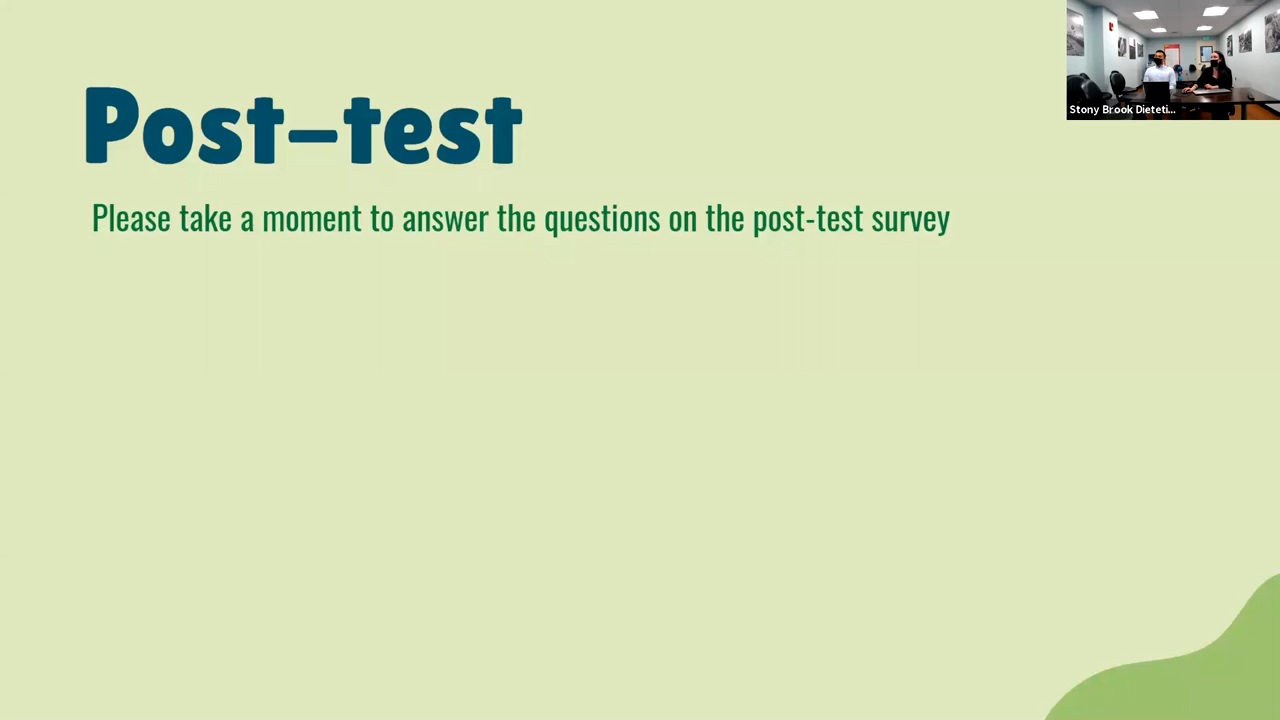 Post-test
Please take a moment to answer the questions on the post-test survey
Stony Brook Dieteti...